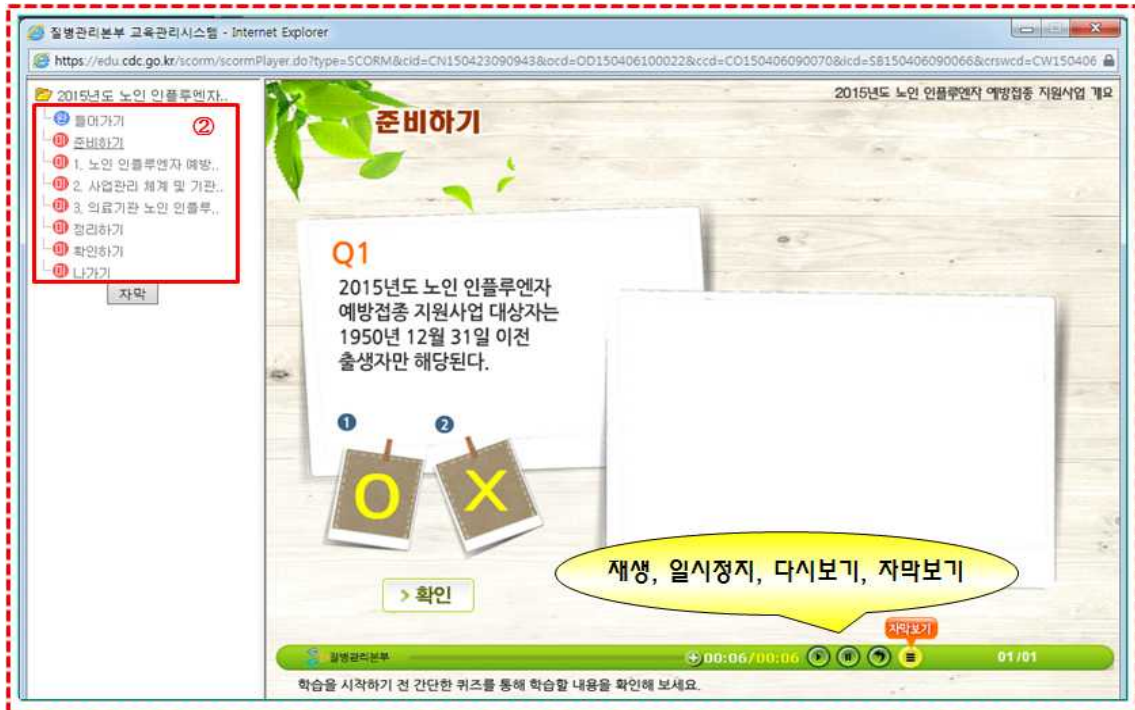 질병관리본부 교육관리시스템 - Internet Explorer
https://edu.cdc.go.kr/scorm/scormPlayer.do?type=SCORM&cid=CN150423090943&ocd=OD150406100022&ccd=CO150406090070&icd=SB150406090066&crswcd=CW150406
2015년도 노인 인플루엔자..
완 들어가기
②
미 준비하기
미 1. 노인 인플루엔자 예방..
미 2. 사업관리 체계 및 기관..
미 3. 의료기관 노인 인플루..
미 정리하기
미 확인하기
미 나가기
자막
2015년도 노인 인플루엔자 예방접종 지원사업 개요
준비하기
Q1
2015년도 노인 인플루엔자
예방접종 지원사업 대상자는
1950년 12월 31일 이전
출생자만 해당된다.
1 2
O X
> 확인
재생, 일시정지, 다시보기, 자막보기
자막보기
질병관리본부
00:06/00:06
01/01
학습을 시작하기 전 간단한 퀴즈를 통해 학습할 내용을 확인해 보세요.